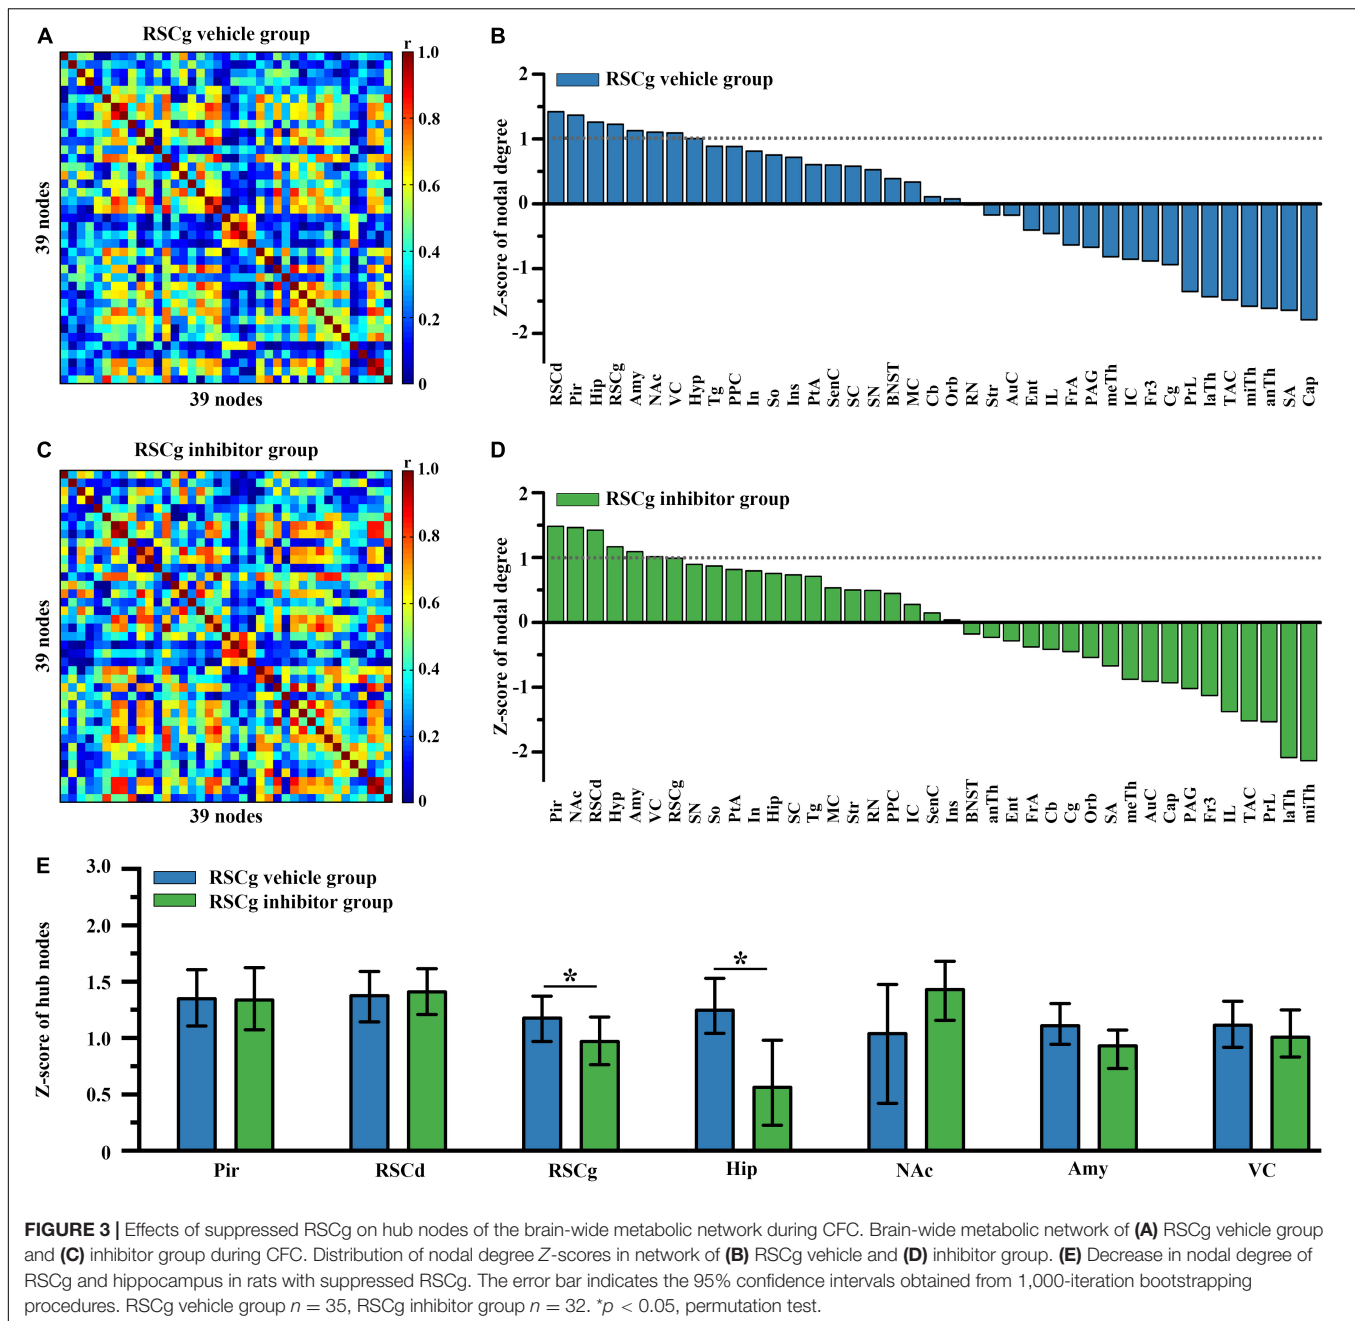 A
RSCg vehicle group
r
1.0
0.8
0.6
0.4
0.2
0
39 nodes
39 nodes
B
RSCg vehicle group
Z-score of nodal degree
2
1
0
-1
-2
RSCd Pir Hip RSCg Amy NAc VC Hyp Tg PPC In So Ins PtA SenC SC SN BNST MC Cb Orb RN Str AuC Ent IL FrA PAG meTh IC Fr3 Cg PrL laTh TAC miTh anTh SA Cap
C
RSCg inhibitor group
r
1.0
0.8
0.6
0.4
0.2
0
39 nodes
39 nodes
D
RSCg inhibitor group
Z-score of nodal degree
2
1
0
-1
-2
Pir NAc RSCd Hyp Amy VC RSCg SN So PtA In Hip SC Tg MC Str RN PPC IC SenC Ins BNST anTh Ent FrA Cb Cg Orb SA meTh AuC Cap PAG Fr3 IL TAC PrL laTh miTh
E
RSCg vehicle group
RSCg inhibitor group
Z-score of hub nodes
3.0
2.0
1.5
1.0
0.5
0
*
*
Pir RSCd RSCg Hip NAc Amy VC
FIGURE 3 | Effects of suppressed RSCg on hub nodes of the brain-wide metabolic network during CFC. Brain-wide metabolic network of (A) RSCg vehicle group
and (C) inhibitor group during CFC. Distribution of nodal degree Z-scores in network of (B) RSCg vehicle and (D) inhibitor group. (E) Decrease in nodal degree of
RSCg and hippocampus in rats with suppressed RSCg. The error bar indicates the 95% confidence intervals obtained from 1,000-iteration bootstrapping
procedures. RSCg vehicle group n = 35, RSCg inhibitor group n = 32. *p < 0.05, permutation test.